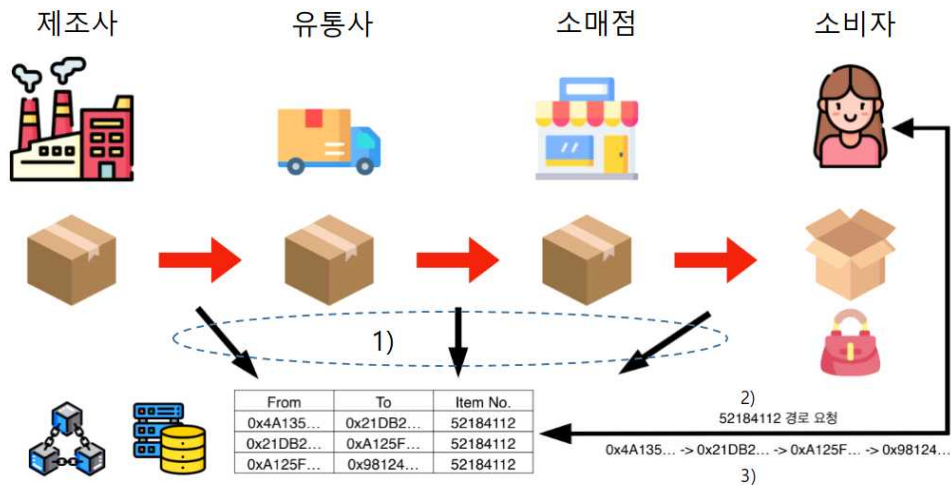 제조사
유통사
소매점
소비자
1)
From To Item No.
0x4A135... 0x21DB2... 52184112
0x21DB2... 0xA125F... 52184112
0xA125F... 0x98124... 52184112
2)
52184112 경로 요청
0x4A135... -> 0x21DB2... -> 0xA125F... -> 0x98124...
3)